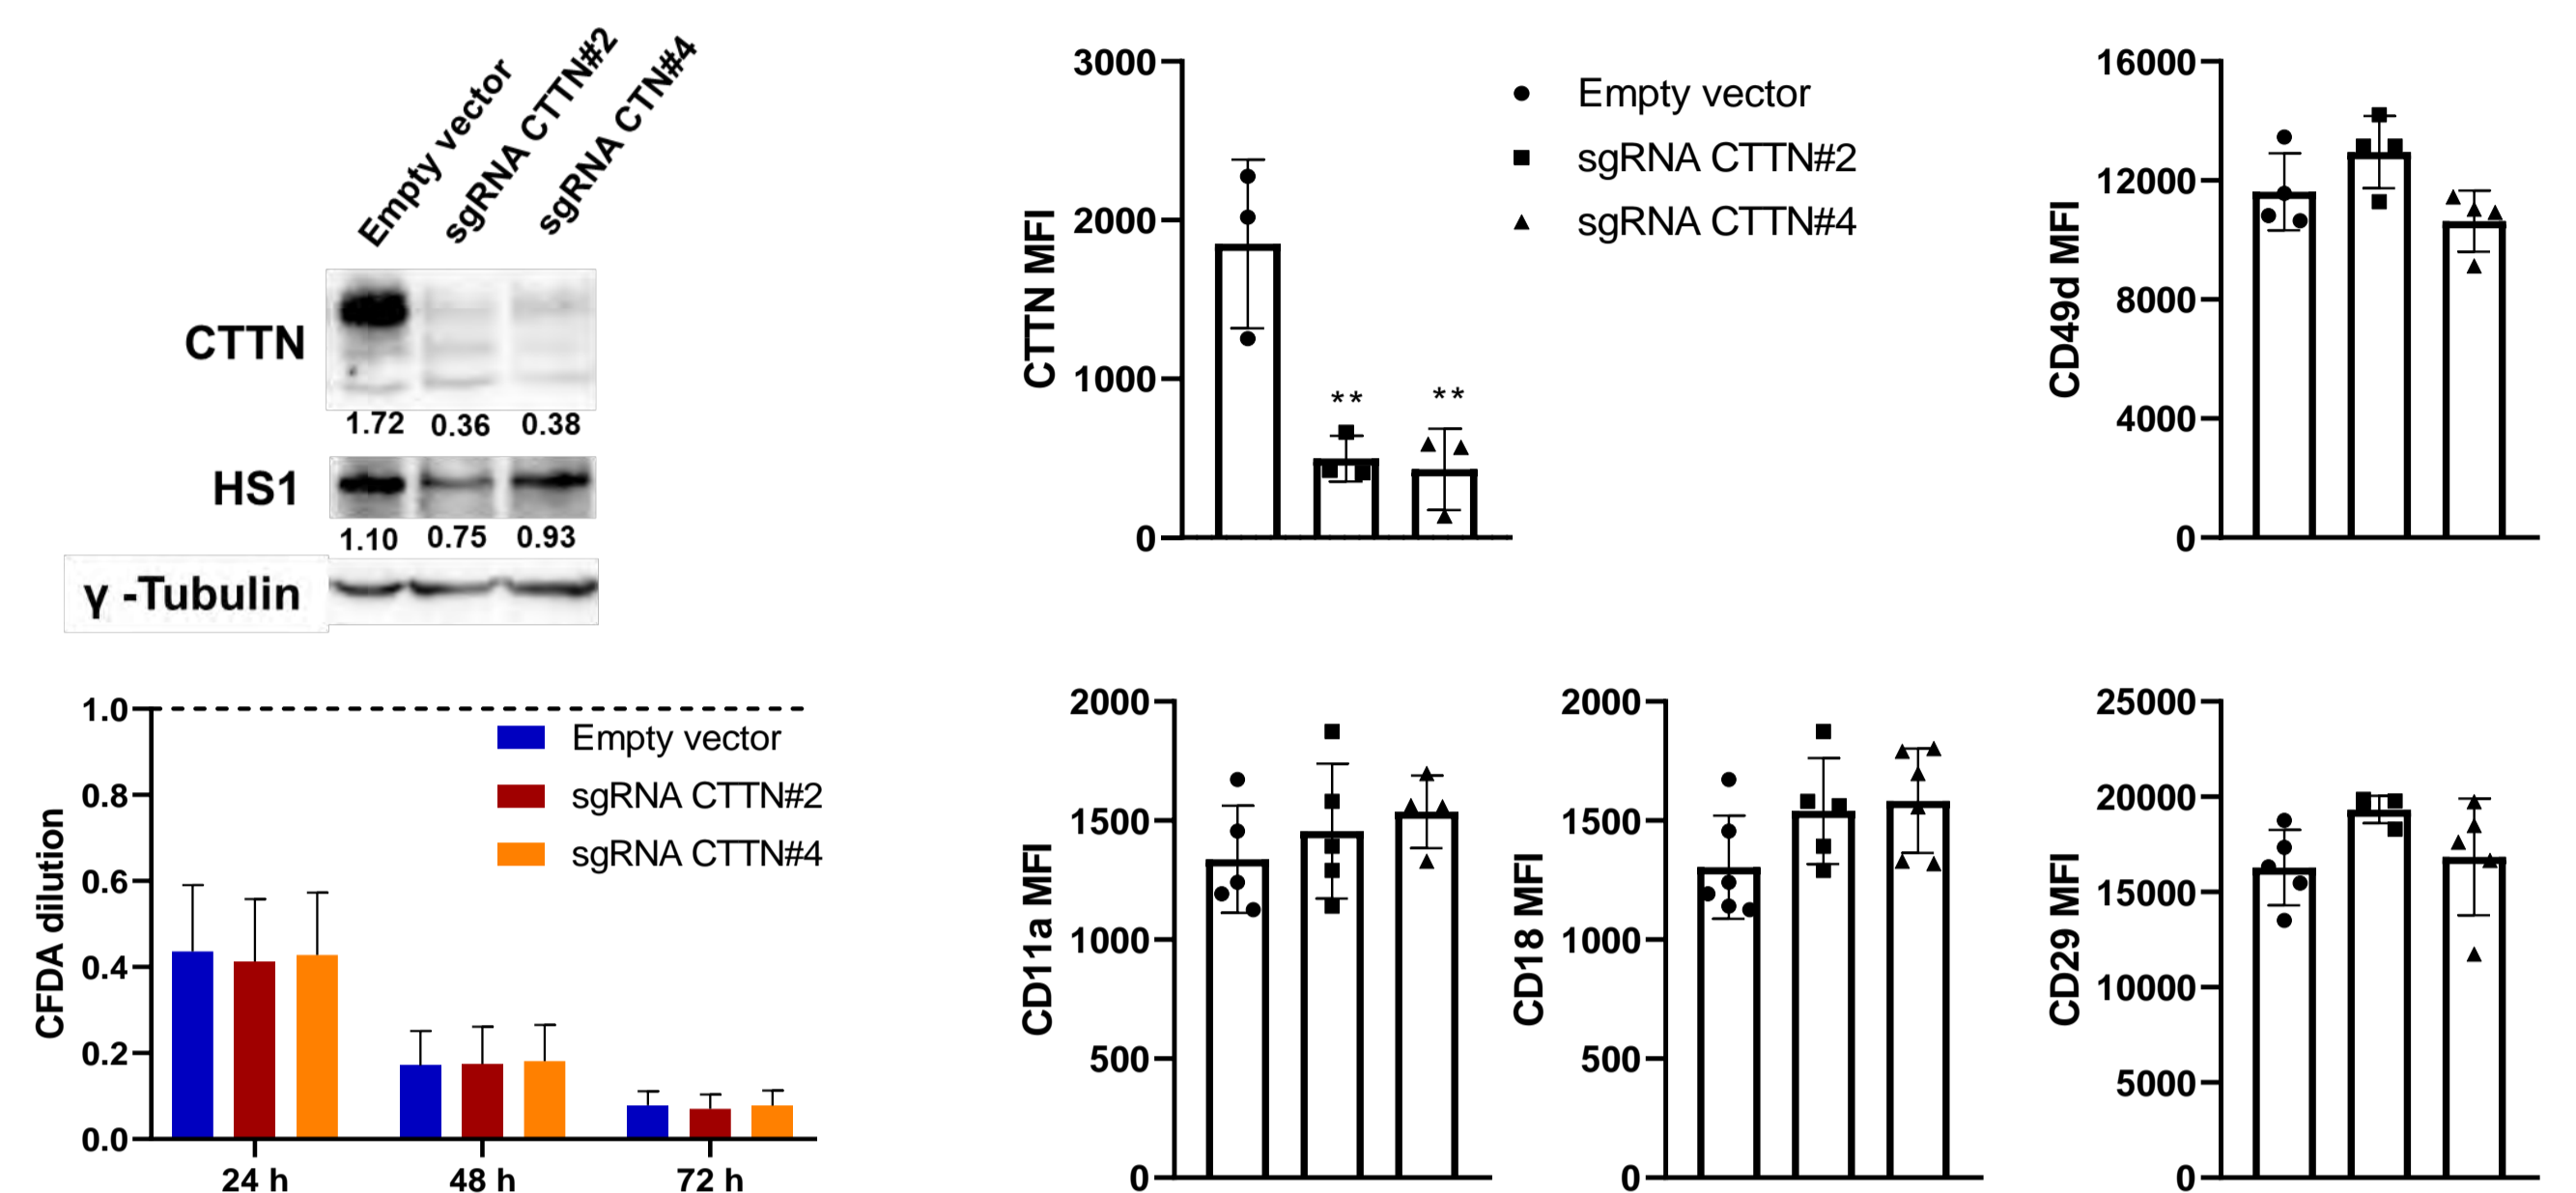 Empty vector
sgRNA CTTN#2
sgRNA CTN#4
CTTN
1.72 0.36 0.38
HS1
1.10 0.75 0.93
γ -Tubulin
CTTN MFI
3000
2000
1000
0
** **
Empty vector
sgRNA CTTN#2
sgRNA CTTN#4
CD49d MFI
16000
12000
8000
4000
0
CFDA dilution
1.0
0.8
0.6
0.4
0.2
0.0
24 h 48 h 72 h
Empty vector
sgRNA CTTN#2
sgRNA CTTN#4
CD11a MFI
2000
1500
1000
500
0
CD18 MFI
2000
1500
1000
500
0
CD29 MFI
25000
20000
15000
10000
5000
0